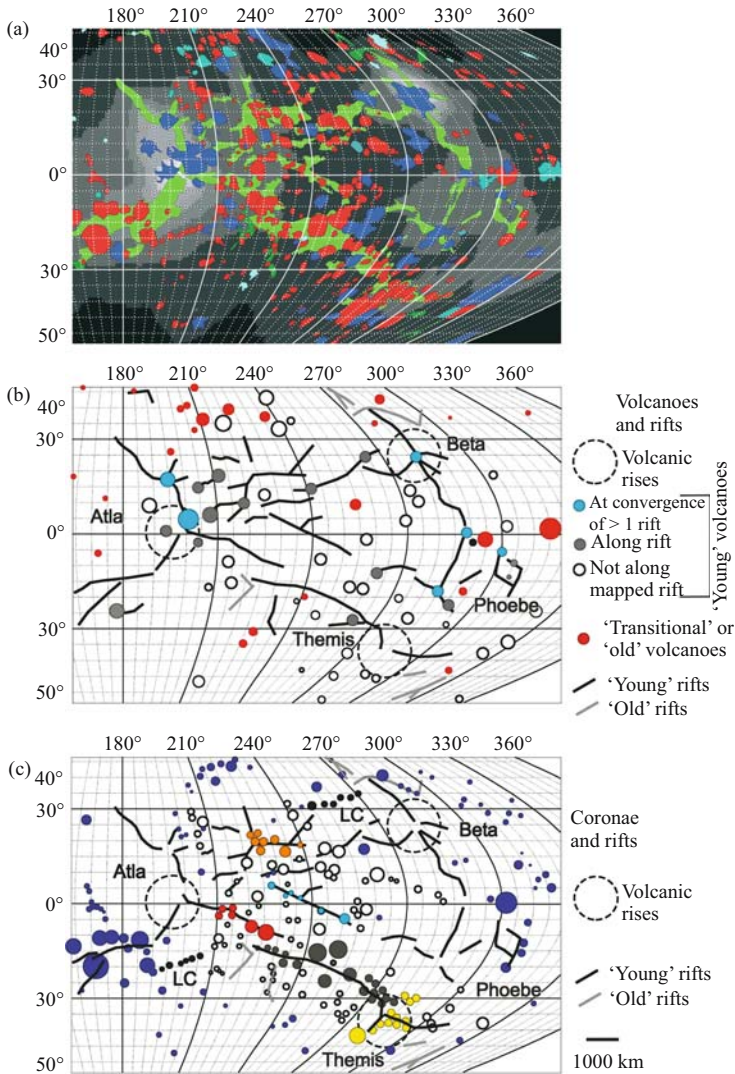 (a)
180° 210° 240° 270° 300° 330° 360°
40°
30°
0°
30°
50°
(b)
180° 210° 240° 270° 300° 330° 360°
40°
30°
0°
30°
50°
Beta
Atla
Phoebe
Themis
Volcanoes
and rifts
Volcanic
rises
At convergence
of > 1 rift
Along rift
Not along
mapped rift
'Young' volcanoes
'Transitional' or
'old' volcanoes
'Young' rifts
'Old' rifts
(c)
180° 210° 240° 270° 300° 330° 360°
40°
30°
0°
30°
50°
LC
Beta
Atla
LC
Phoebe
Themis
Coronae
and rifts
Volcanic
rises
'Young' rifts
'Old' rifts
1000 km